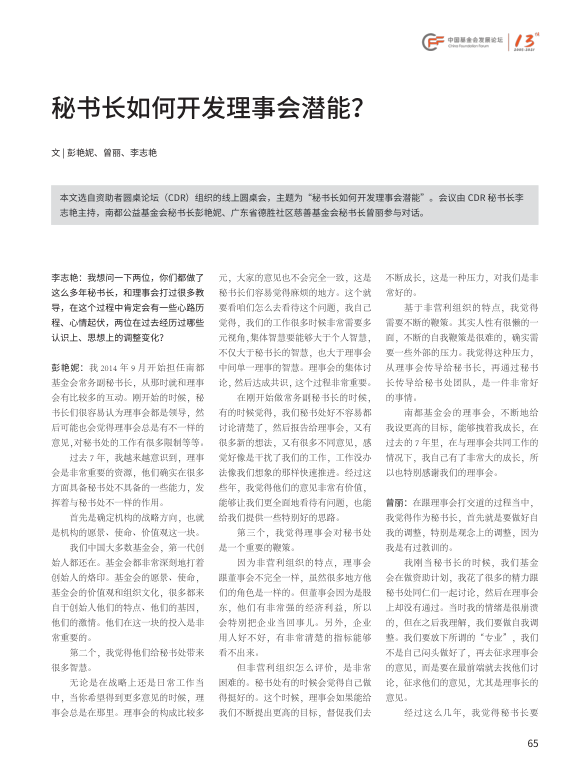 中国基金会发展论坛
China Foundation Forum
13
2008-2021
秘书长如何开发理事会潜能？
文 | 彭艳妮、曾丽、李志艳
本文选自资助者圆桌论坛（CDR）组织的线上圆桌会，主题为“秘书长如何开发理事会潜能”。会议由 CDR 秘书长李
志艳主持，南都公益基金会秘书长彭艳妮、广东省德胜社区慈善基金会秘书长曾丽参与对话。
李志艳：我想问一下两位，你们都做了
这么多年秘书长，和理事会打过很多教
导，在这个过程中肯定会有一些心路历
程、心情起伏，两位在过去经历过哪些
认识上、思想上的调整变化？
彭艳妮：我 2014 年 9 月开始担任南都
基金会常务副秘书长，从那时就和理事
会有比较多的互动。刚开始的时候，秘
书长们很容易认为理事会都是领导，然
后可能也会觉得理事会总是有不一样的
意见，对秘书处的工作有很多限制等等。
过去 7 年，我越来越意识到，理事
会是非常重要的资源，他们确实在很多
方面具备秘书处不具备的一些能力，发
挥着与秘书处不一样的作用。
首先是确定机构的战略方向，也就
是机构的愿景、使命、价值观这一块。
我们中国大多数基金会，第一代创
始人都还在。基金会都非常深刻地打着
创始人的烙印。基金会的愿景、使命，
基金会的价值观和组织文化，很多都来
自于创始人他们的特点，他们的基因，
他们的激情。他们在这一块的投入是非
常重要的。
第二个，我觉得他们给秘书处带来
很多智慧。
无论是在战略上还是日常工作当
中，当你希望得到更多意见的时候，理
事会总是在那里。理事会的构成比较多
元，大家的意见也不会完全一致，这是
秘书长们容易觉得麻烦的地方。这个就
要看咱们怎么去看待这个问题，我自己
觉得，我们的工作很多时候非常需要多
元视角，集体智慧要能够大于个人智慧，
不仅大于秘书长的智慧，也大于理事会
中间单一理事的智慧。理事会的集体讨
论，然后达成共识，这个过程非常重要。
在刚开始做常务副秘书长的时候，
有的时候觉得，我们秘书处好不容易都
讨论清楚了，然后报告给理事会，又有
很多新的想法，又有很多不同意见，感
觉好像是干扰了我们的工作，工作没办
法像我们想象的那样快速推进。经过这
些年，我觉得他们的意见非常有价值，
能够让我们更全面地看待有问题，也能
给我们提供一些特别好的思路。
第三个，我觉得理事会对秘书处
是一个重要的鞭策。
因为非营利组织的特点，理事会
跟董事会不完全一样，虽然很多地方他
们的角色是一样的。但董事会因为是股
东，他们有非常强的经济利益，所以
会特别把企业当回事儿。另外，企业
用人好不好，有非常清楚的指标能够
看不出来。
但非营利组织怎么评价，是非常
困难的。秘书处有的时候会觉得自己做
得挺好的。这个时候，理事会如果能给
我们不断提出更高的目标，督促我们去
不断成长，这是一种压力，对我们是非
常好的。
基于非营利组织的特点，我觉得
需要不断的鞭策。其实人性有很懒的一
面，不断的自我鞭策是很难的，确实需
要一些外部的压力。我觉得这种压力，
从理事会传导给秘书长，再通过秘书
长传导给秘书处团队，是一件非常好
的事情。
南都基金会的理事会，不断地给
我设更高的目标，能够拽着我成长，在
过去的 7 年里，在与理事会共同工作的
情况下，我自己有了非常大的成长，所
以也特别感谢我们的理事会。
曾丽：在跟理事会打交道的过程当中，
我觉得作为秘书长，首先就是要做好自
我的调整，特别是观念上的调整，因为
我是有过教训的。
我刚当秘书长的时候，我们基金
会在做资助计划，我花了很多的精力跟
秘书处同仁们一起讨论，然后在理事会
上却没有通过。当时我的情绪是很崩溃
的，但在之后我理解，我们要做自我调
整。我们要放下所谓的“专业”，我们
不是自己闷头做好了，再去征求理事会
的意见，而是要在最前端就去找他们讨
论，征求他们的意见，尤其是理事长的
意见。
经过这么几年，我觉得秘书长要
65